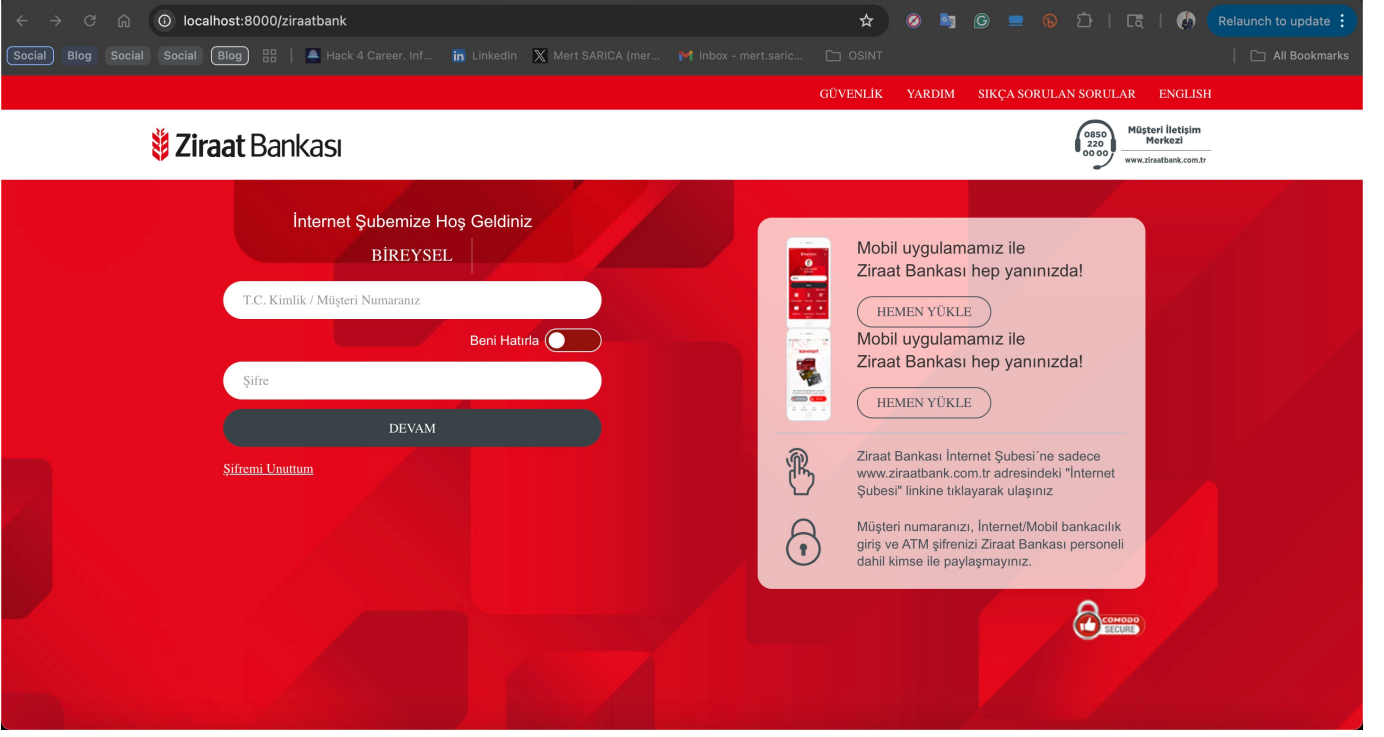 localhost:8000/ziraatbank
Relaunch to update
Social
Blog
Social
Social
Blog
Hack 4 Career. Inf...
LinkedIn
Mert SARICA (mer...
Inbox - mert.saric...
OSINT
All Bookmarks
GÜVENLİK YARDIM SIKÇA SORULAN SORULAR ENGLISH
Ziraat Bankası
0850
220
00 00
Müşteri İletişim
Merkezi
www.ziraatbank.com.tr
İnternet Şubemize Hoş Geldiniz
BİREYSEL
T.C. Kimlik / Müşteri Numaranız
Beni Hatırla
Şifre
DEVAM
Şifremi Unuttum
Mobil uygulamamız ile
Ziraat Bankası hep yanınızda!
HEMEN YÜKLE
Mobil uygulamamız ile
Ziraat Bankası hep yanınızda!
HEMEN YÜKLE
Ziraat Bankası İnternet Şubesi´ne sadece
www.ziraatbank.com.tr adresindeki "İnternet
Şubesi" linkine tıklayarak ulaşınız
Müşteri numaranızı, İnternet/Mobil bankacılık
giriş ve ATM şifrenizi Ziraat Bankası personeli
dahil kimse ile paylaşmayınız.
COMODO
SECURE